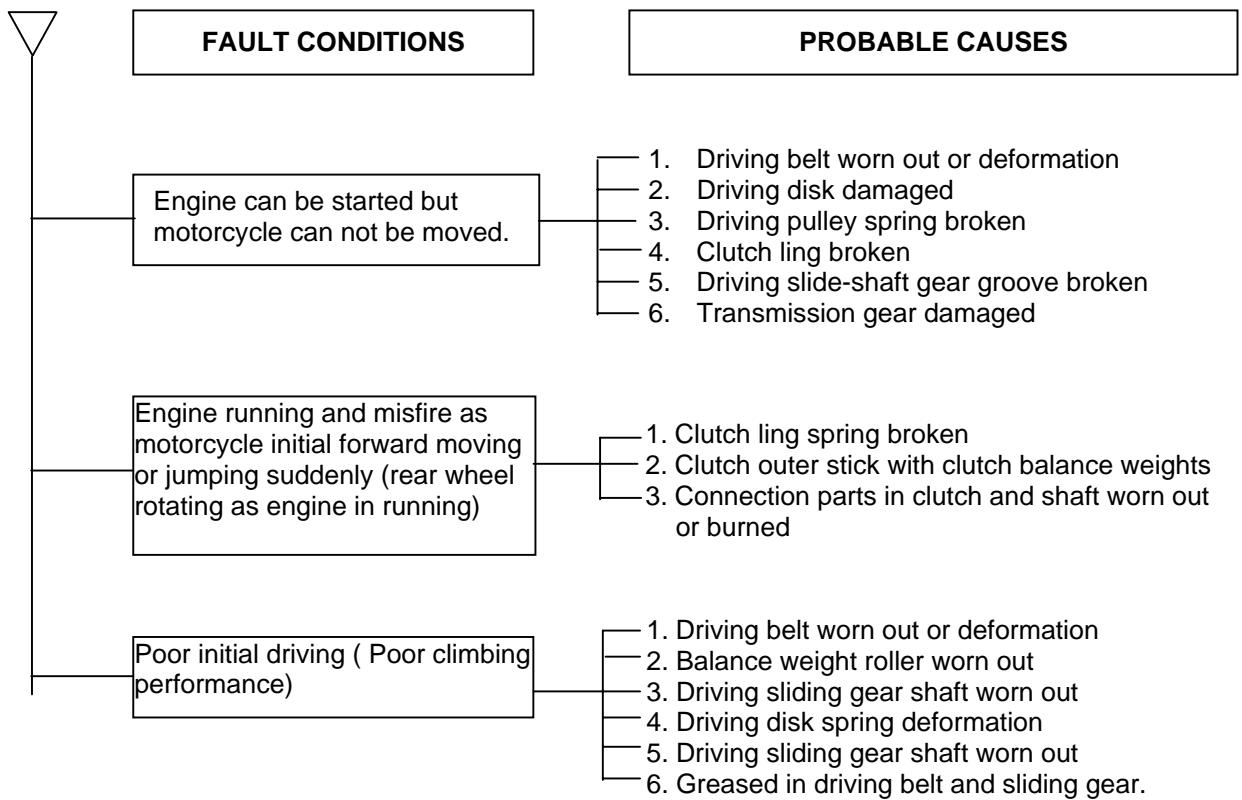 FAULT CONDITIONS
PROBABLE CAUSES
Engine can be started but
motorcycle can not be moved.
1. Driving belt worn out or deformation
2. Driving disk damaged
3. Driving pulley spring broken
4. Clutch ling broken
5. Driving slide-shaft gear groove broken
6. Transmission gear damaged
Engine running and misfire as
motorcycle initial forward moving
or jumping suddenly (rear wheel
rotating as engine in running)
1. Clutch ling spring broken
2. Clutch outer stick with clutch balance weights
3. Connection parts in clutch and shaft worn out
or burned
Poor initial driving ( Poor climbing
performance)
1. Driving belt worn out or deformation
2. Balance weight roller worn out
3. Driving sliding gear shaft worn out
4. Driving disk spring deformation
5. Driving sliding gear shaft worn out
6. Greased in driving belt and sliding gear.